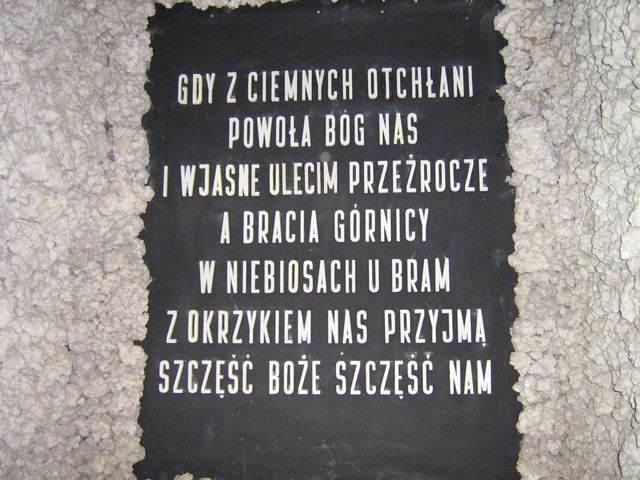 GDY Z CIEMNYCH OTCHŁANI
POWOŁA BÓG NAS
I WJASNE ULECIM PRZEŹROCZE
A BRACIA GÓRNICY
W NIEBIOSACH U BRAM
Z OKRZYKIEM NAS PRZYJMĄ
SZCZĘŚĆ BOŻE SZCZĘŚĆ NAM